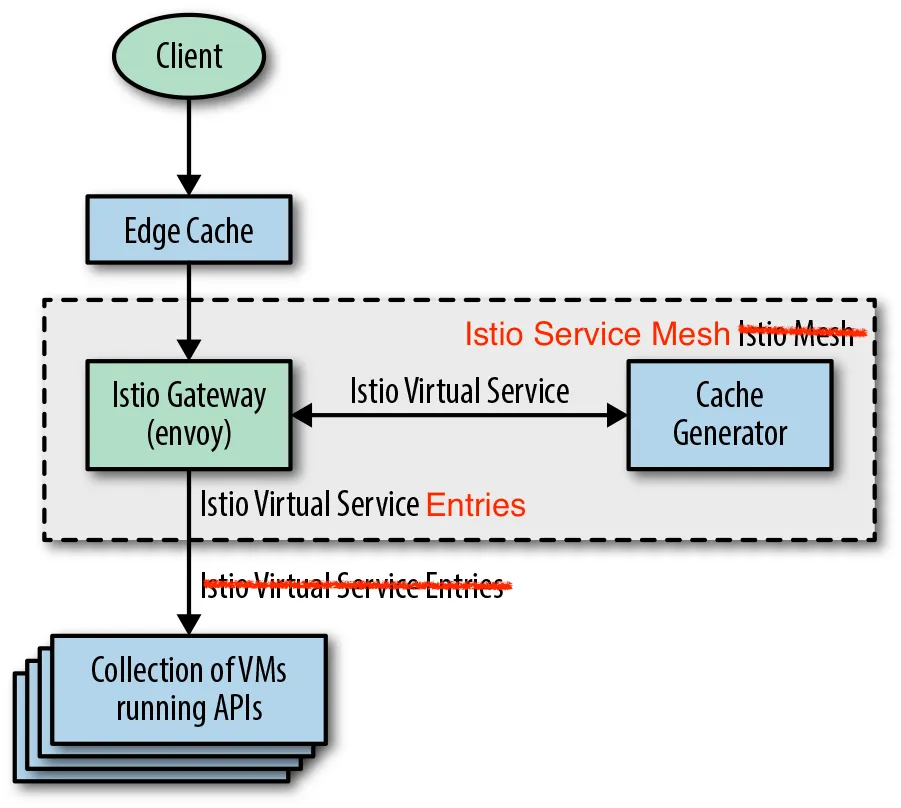 Client
Edge Cache
Istio Service Mesh Istio Mesh
Istio Gateway
(envoy)
Istio Virtual Service
Cache
Generator
Istio Virtual Service Entries
Istio Virtual Service Entries
Collection of VMs
running APIs